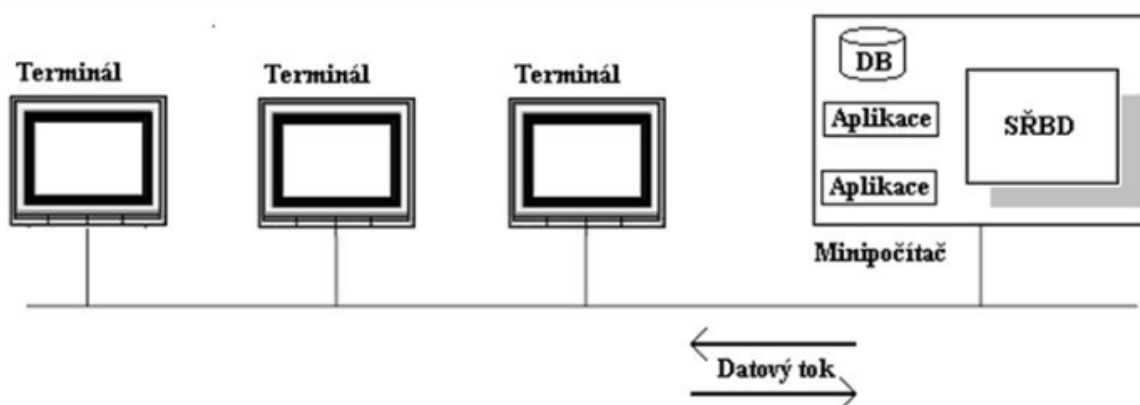 Terminál
Terminál
Terminál
DB
Aplikace
SŘBD
Aplikace
Minipočítač
Datový tok